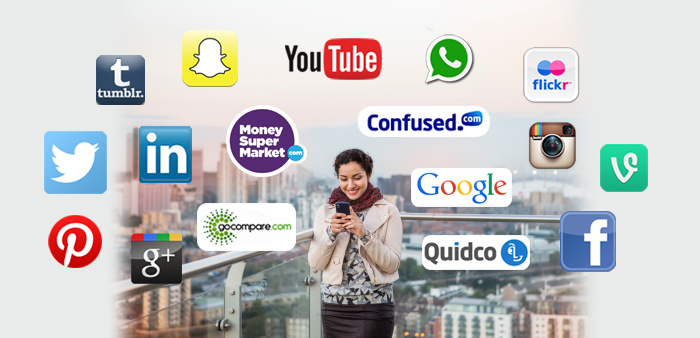 YouTube
t
tumblr.
flickr
Confused.com
Money
Super
Market.com
in
Google
gocompare.com
g+
Quidco
f